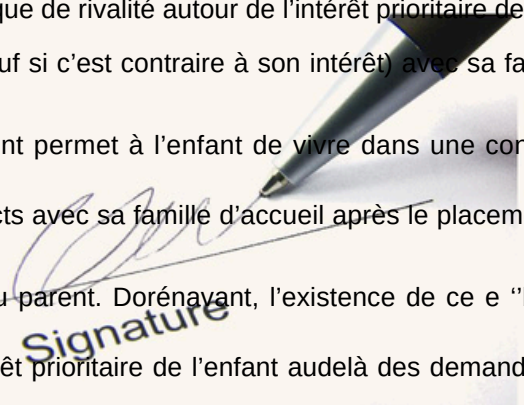 que de rivalité autour de l’intérêt prioritaire de
uf si c’est contraire à son intérêt) avec sa fa
nt permet à l’enfant de vivre dans une con
cts avec sa famille d’accueil après le placem
u parent. Dorénavant, l’existence de ce e ‘’l
Signature
êt prioritaire de l’enfant audelà des demand